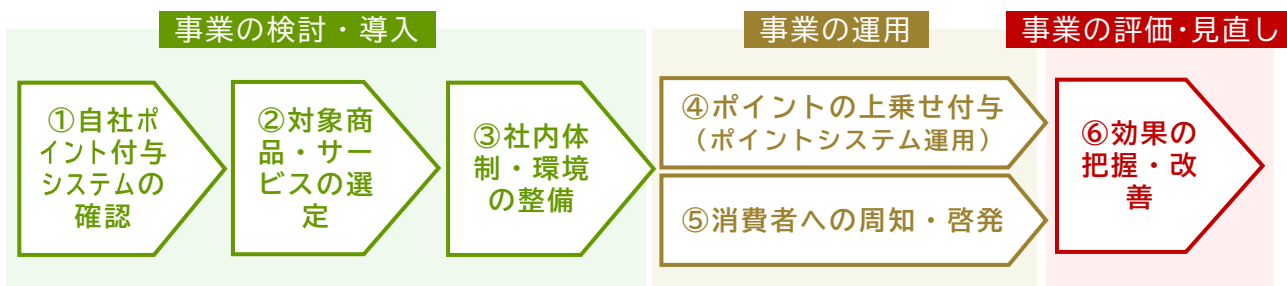 事業の検討・導入
①自社ポ
イント付与
システムの
確認
②対象商
品・サー
ビスの選
定
③社内体
制・環境
の整備
事業の運用
④ポイントの上乗せ付与
（ポイントシステム運用）
⑤消費者への周知・啓発
事業の評価･見直し
⑥効果の
把握・改
善